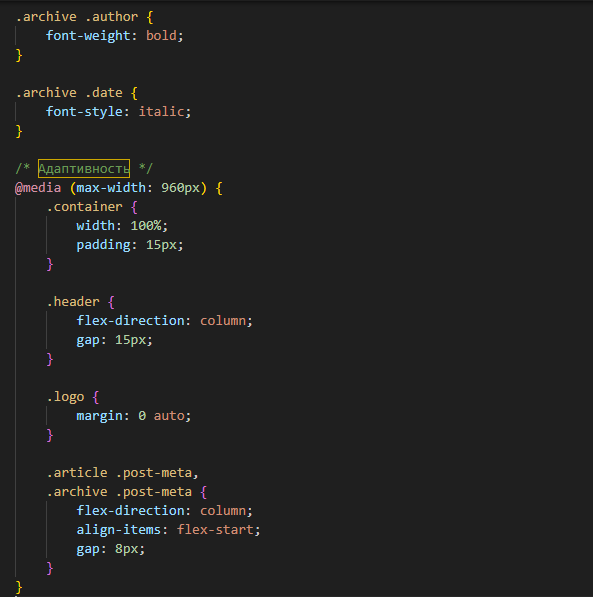 .archive .author {
    font-weight: bold;
}

.archive .date {
    font-style: italic;
}

/* Адаптивность */
@media (max-width: 960px) {
    .container {
        width: 100%;
        padding: 15px;
    }

    .header {
        flex-direction: column;
        gap: 15px;
    }

    .logo {
        margin: 0 auto;
    }

    .article .post-meta,
    .archive .post-meta {
        flex-direction: column;
        align-items: flex-start;
        gap: 8px;
    }
}